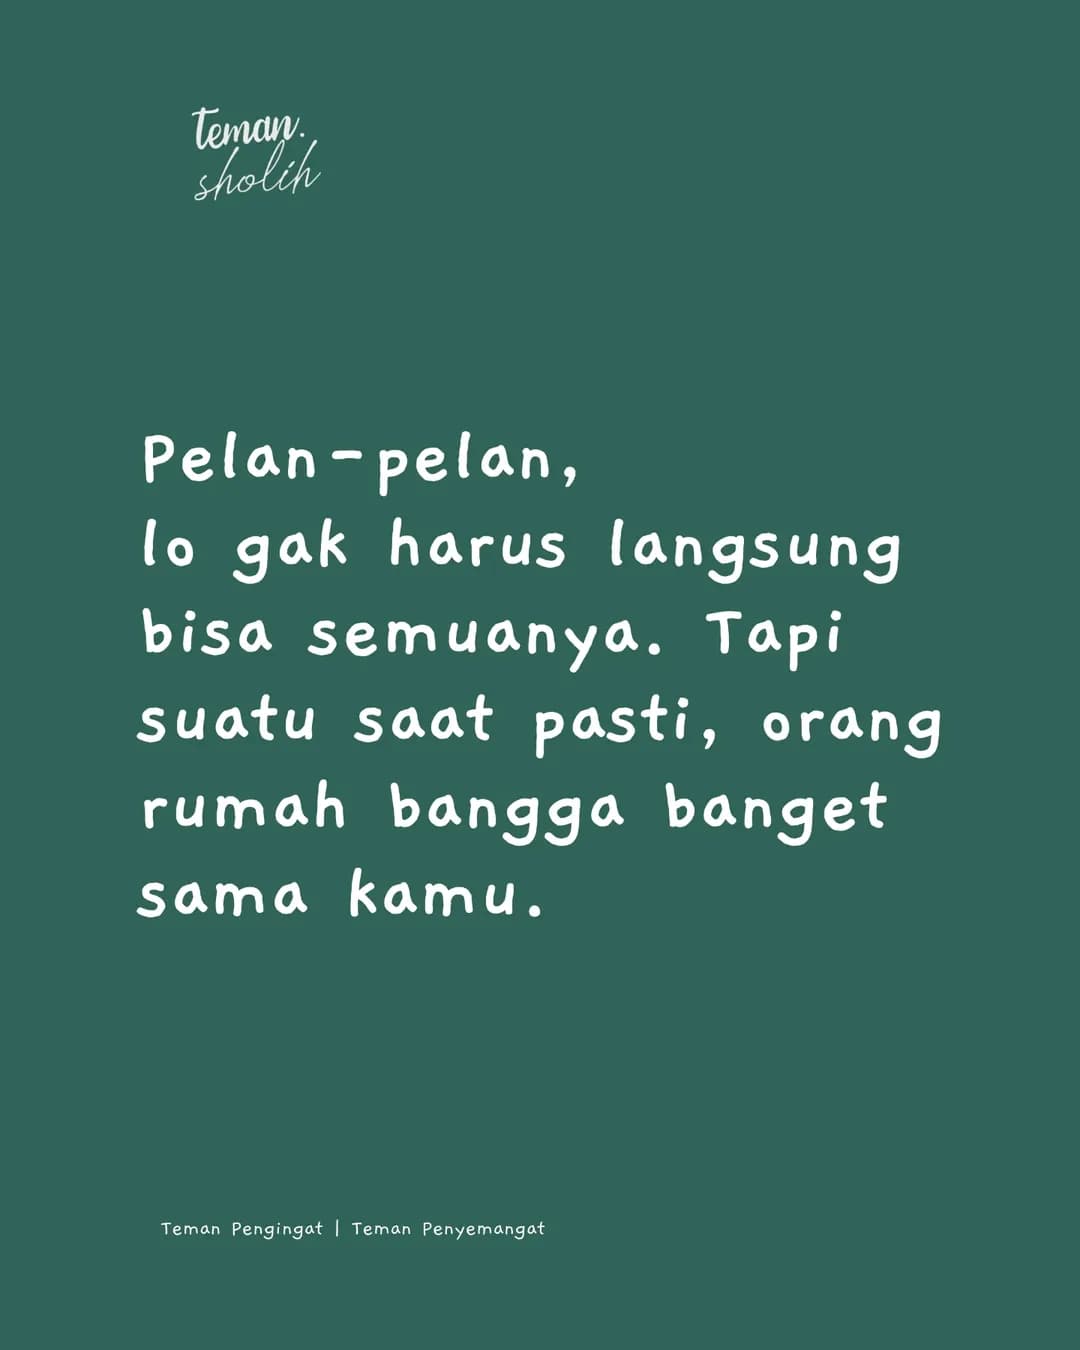 teman.
sholih
Pelan-pelan,
lo gak harus langsung
bisa semuanya. Tapi
suatu saat pasti, orang
rumah bangga banget
sama kamu.
Teman Pengingat | Teman Penyemangat